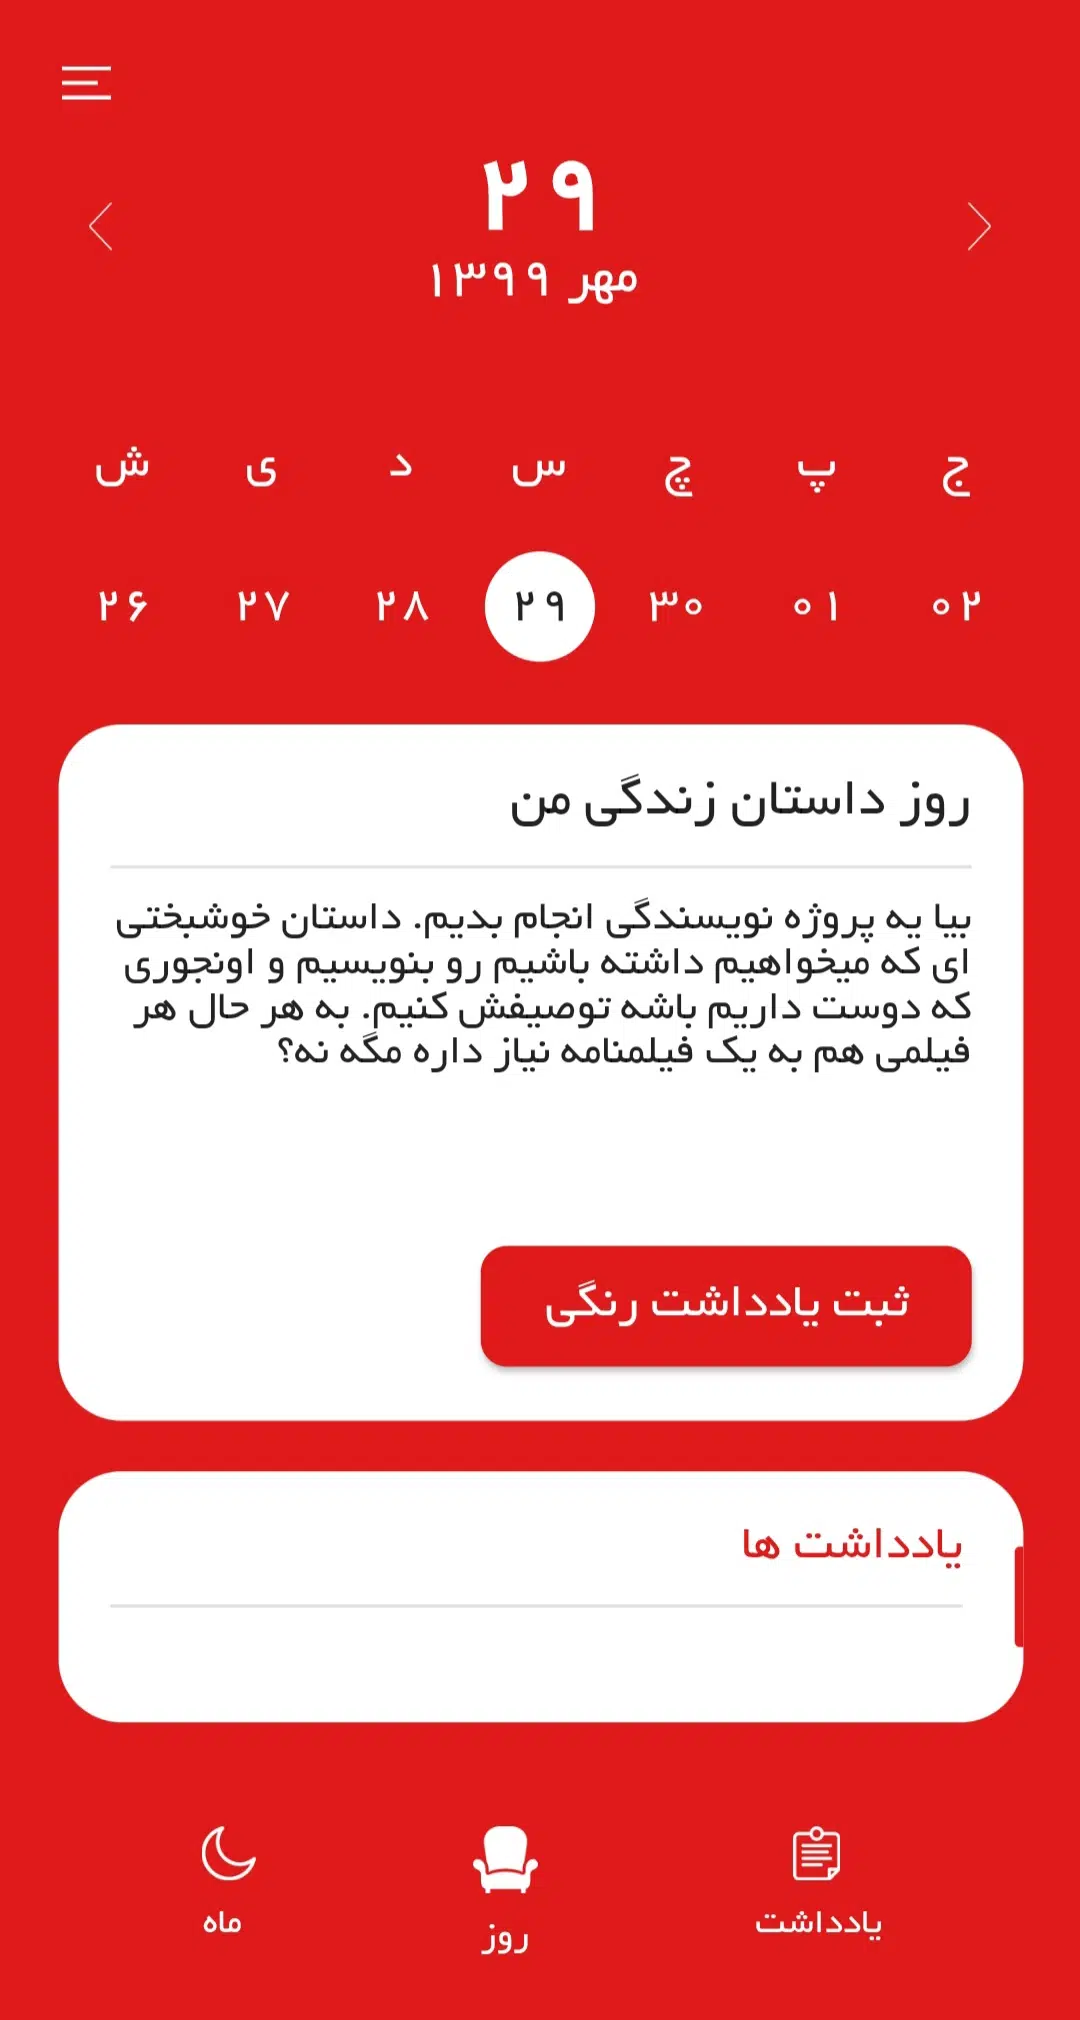 ۲۹
مهر ۱۳۹۹
ش ی د س چ پ ج
۲۶ ۲۷ ۲۸ ۲۹ ۳۰ ۰۱ ۰۲
روز داستان زندگی من
بیا یه پروژه نویسندگی انجام بدیم. داستان خوشبختی
ای که میخواهیم داشته باشیم رو بنویسیم و اونجوری
که دوست داریم باشه توصیفش کنیم. به هر حال هر
فیلمی هم به یک فیلمنامه نیاز داره مگه نه؟
ثبت یادداشت رنگی
یادداشت ها
یادداشت
روز
ماه